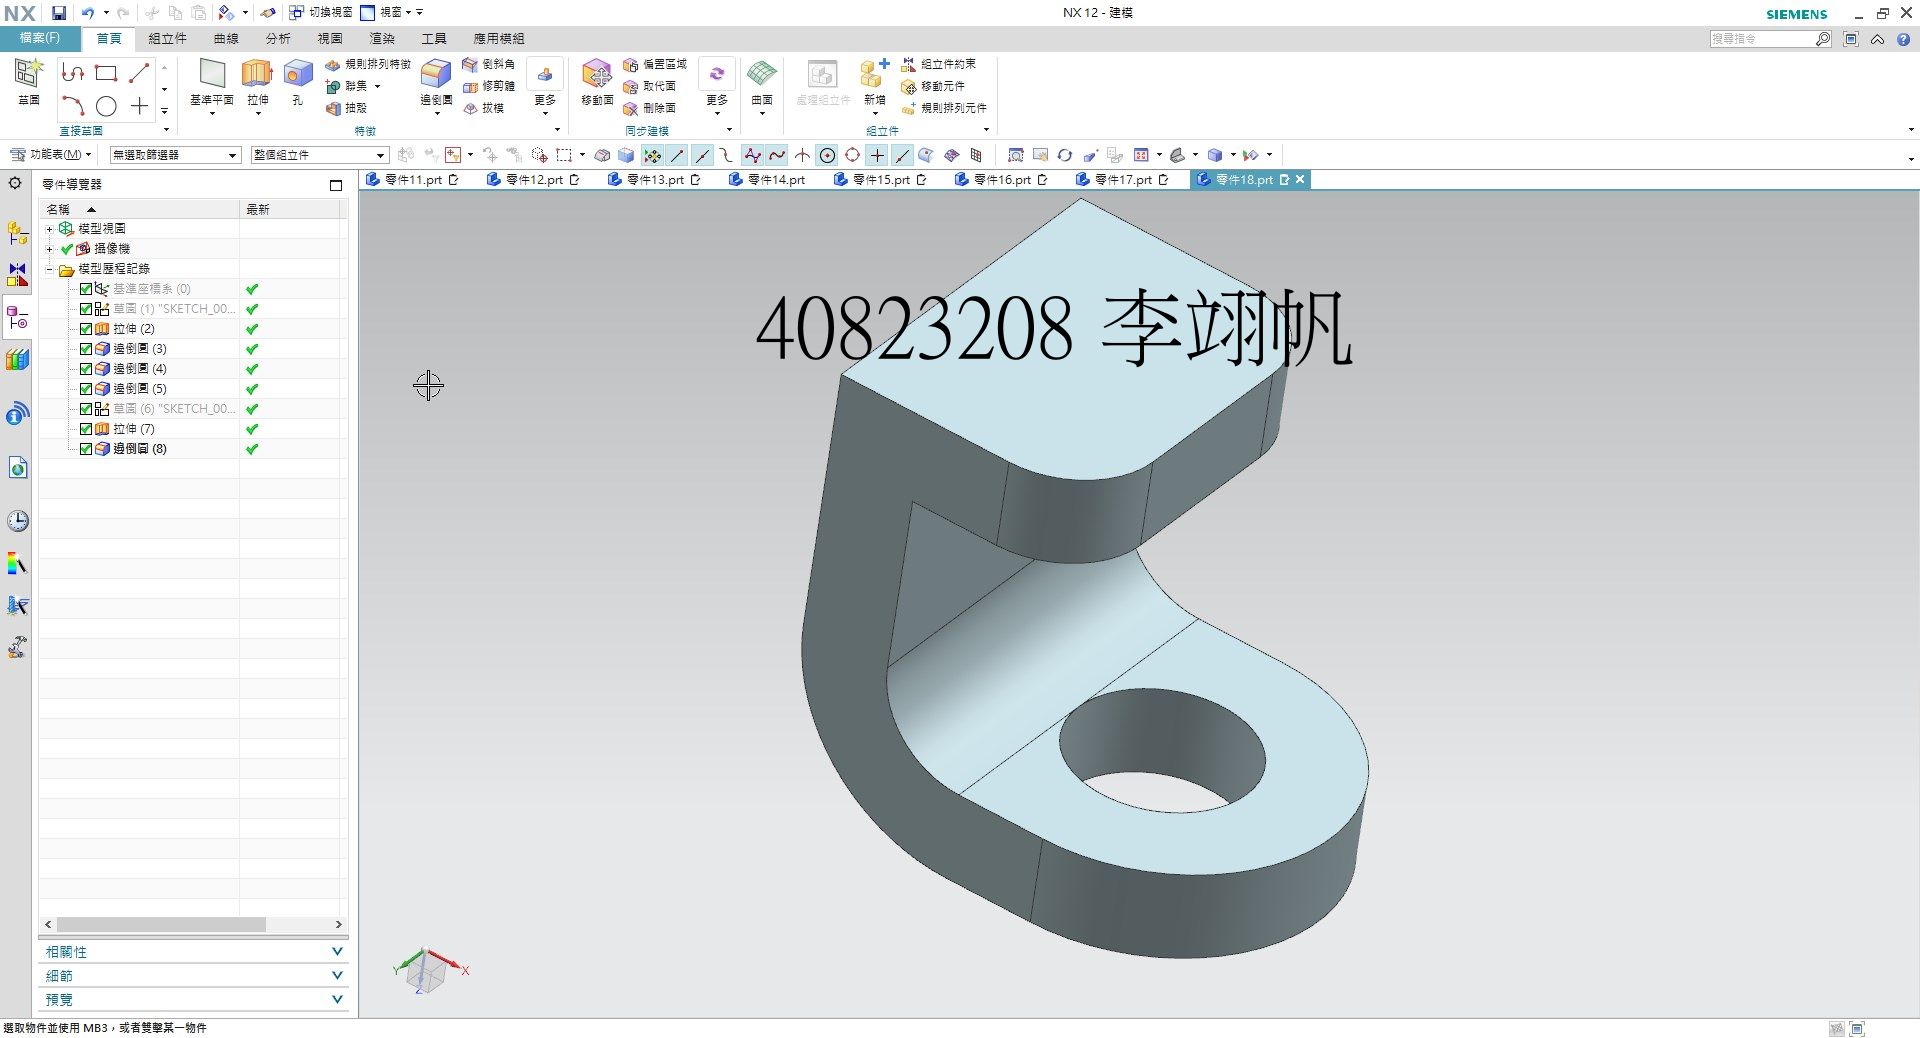 NX
切換視窗 視窗
NX 12 - 建模
SIEMENS
檔案(F) 首頁 組立件 曲線 分析 視圖 渲染 工具 應用模組
搜尋指令
草圖
直接草圖
基準平面 拉伸 孔
規則排列特徵
聯集
抽殼
邊倒圓
倒斜角
修剪體
拔模
更多
特徵
移動面
偏置區域
取代面
刪除面
更多
同步建模
曲面
處理組立件 新增
組立件約束
移動元件
規則排列元件
組立件
功能表(M) 無選取篩選器 整個組立件
零件導覽器
零件11.prt 零件12.prt 零件13.prt 零件14.prt 零件15.prt 零件16.prt 零件17.prt 零件18.prt
名稱 最新
模型視圖
攝像機
模型歷程記錄
基準座標系 (0)
草圖 (1) "SKETCH_00...
拉伸 (2)
邊倒圓 (3)
邊倒圓 (4)
邊倒圓 (5)
草圖 (6) "SKETCH_00...
拉伸 (7)
邊倒圓 (8)
40823208 李翊帆
相關性
細節
預覽
Y X
Z
選取物件並使用 MB3，或者雙擊某一物件